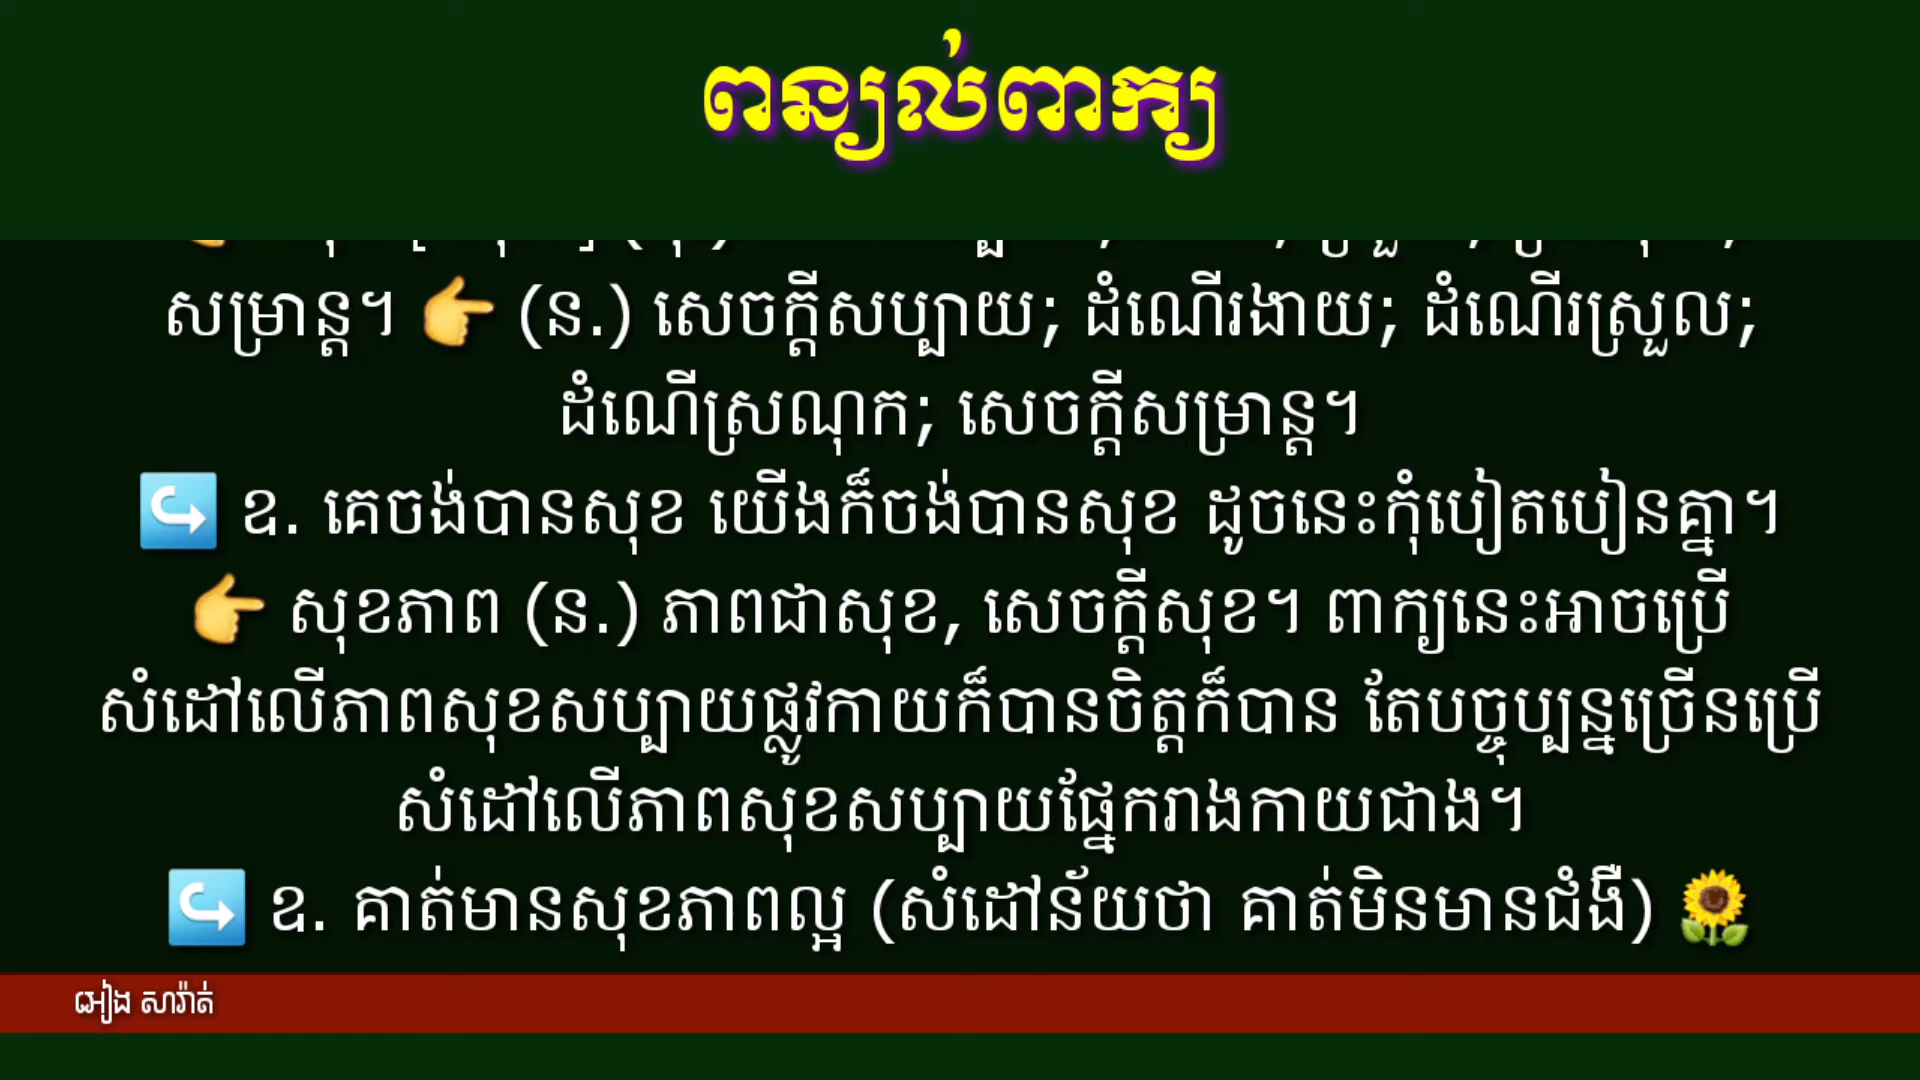 ពន្យល់ពាក្យ
សម្រាន្ត។ 👉 (ន.) សេចក្ដីសប្បាយ; ដំណើរងាយ; ដំណើរស្រួល;
ដំណើស្រណុក; សេចក្ដីសម្រាន្ត។
↪️ ឧ. គេចង់បានសុខ យើងក៏ចង់បានសុខ ដូចនេះកុំបៀតបៀនគ្នា។
👉 សុខភាព (ន.) ភាពជាសុខ, សេចក្ដីសុខ។ ពាក្យនេះអាចប្រើ
សំដៅលើភាពសុខសប្បាយផ្លូវកាយក៏បានចិត្តក៏បាន តែបច្ចុប្បន្នច្រើនប្រើ
សំដៅលើភាពសុខសប្បាយផ្នែករាងកាយជាង។
↪️ ឧ. គាត់មានសុខភាពល្អ (សំដៅន័យថា គាត់មិនមានជំងឺ) 🌻
អៀង សារ៉ាត់